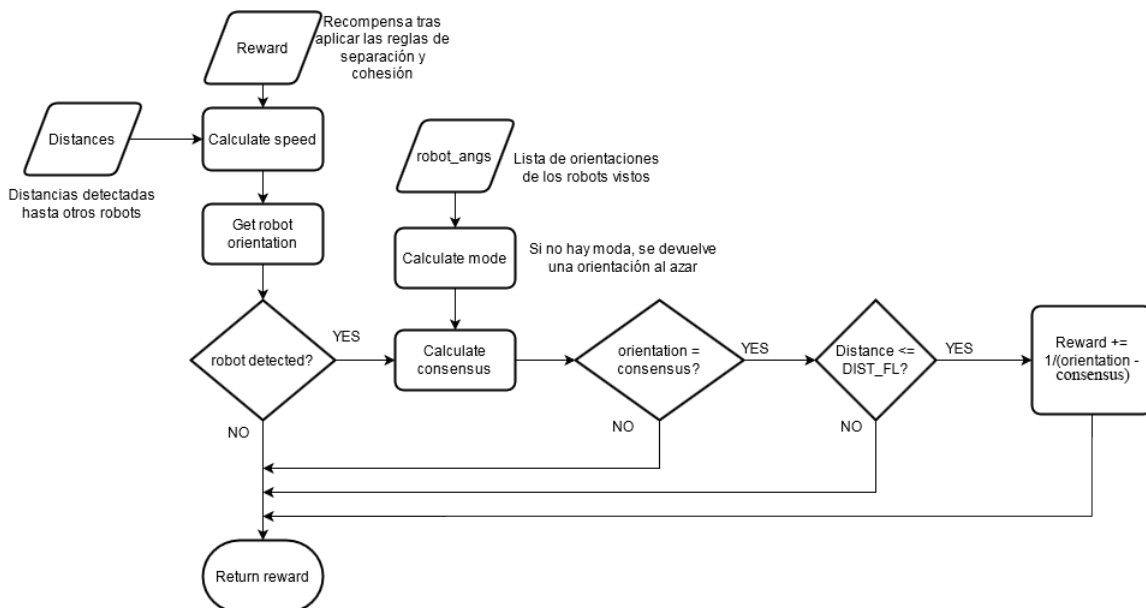 Reward
Recompensa tras
aplicar las reglas de
separación y
cohesión
Distances
Calculate speed
Distancias detectadas
hasta otros robots
robot_angs
Lista de orientaciones
de los robots vistos
Get robot
orientation
Calculate mode
Si no hay moda, se devuelve
una orientación al azar
robot detected?
YES
Calculate
consensus
orientation =
consensus?
YES
Distance <=
DIST_FL?
YES
Reward +=
1/(orientation -
consensus)
NO
NO
NO
Return reward